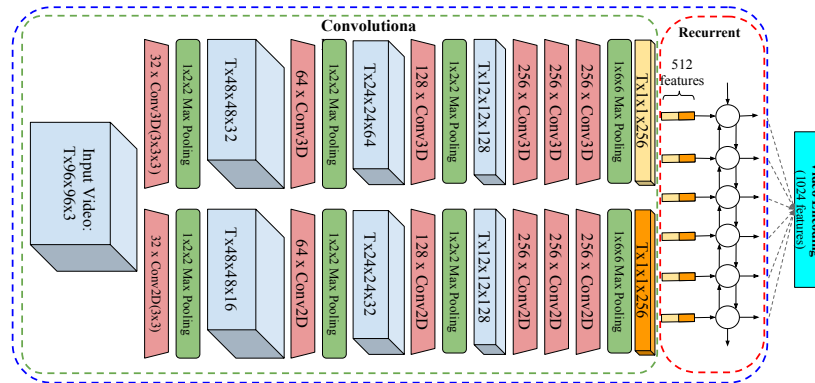 Convolutiona
Recurrent
Input Video:
Tx96x96x3
32 x Conv3D(3x3x3)
1x2x2 Max Pooling
Tx48x48x32
64 x Conv3D
1x2x2 Max Pooling
Tx24x24x64
128 x Conv3D
1x2x2 Max Pooling
Tx12x12x128
256 x Conv3D
256 x Conv3D
256 x Conv3D
1x6x6 Max Pooling
Tx1x1x256
32 x Conv2D(3x3)
1x2x2 Max Pooling
Tx48x48x16
64 x Conv2D
1x2x2 Max Pooling
Tx24x24x32
128 x Conv2D
1x2x2 Max Pooling
Tx12x12x128
256 x Conv2D
256 x Conv2D
256 x Conv2D
1x6x6 Max Pooling
Tx1x1x256
512
features
(1024 features)